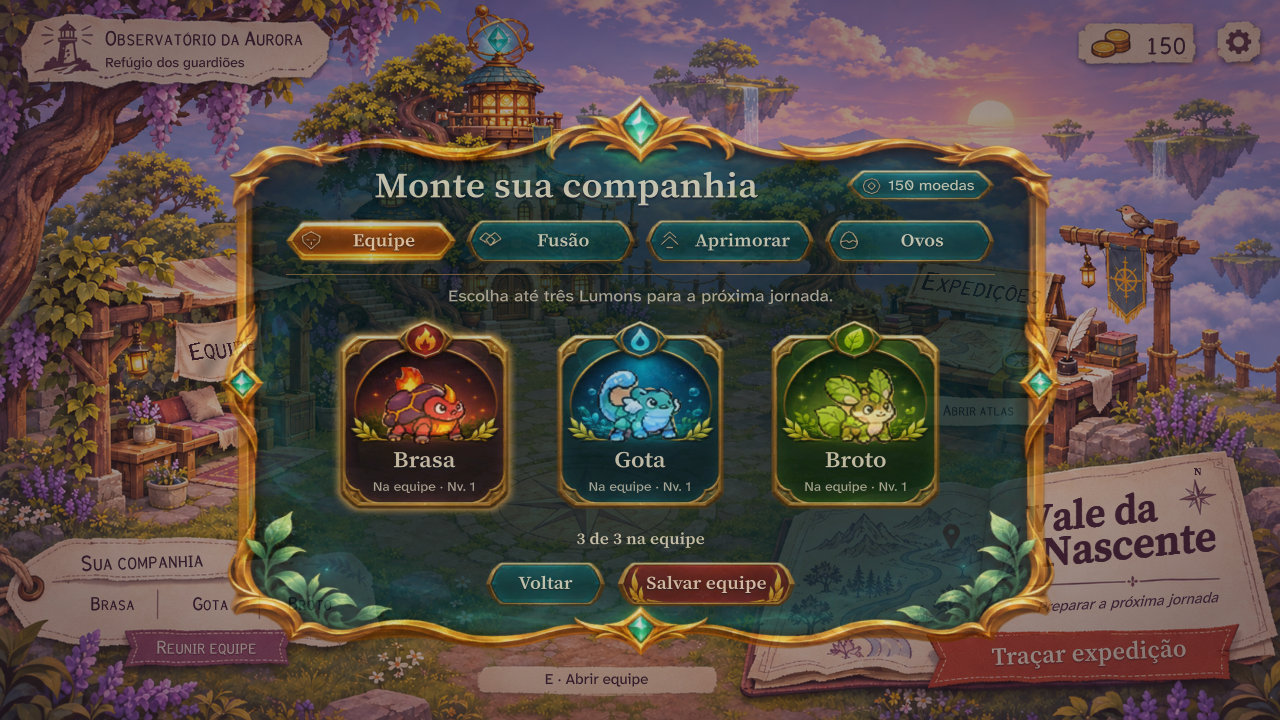 OBSERVATÓRIO DA AURORA
Refúgio dos guardiões
150
Monte sua companhia
150 moedas
Equipe
Fusão
Aprimorar
Ovos
Escolha até três Lumons para a próxima jornada.
EXPEDIÇÕES
EQUI
ABRIR ATLAS
Brasa
Na equipe · Nv. 1
Gota
Na equipe · Nv. 1
Broto
Na equipe · Nv. 1
3 de 3 na equipe
Voltar
Salvar equipe
N
Vale da
Nascente
Preparar a próxima jornada
Traçar expedição
SUA COMPANHIA
BRASA
GOTA
BROTO
REUNIR EQUIPE
E · Abrir equipe